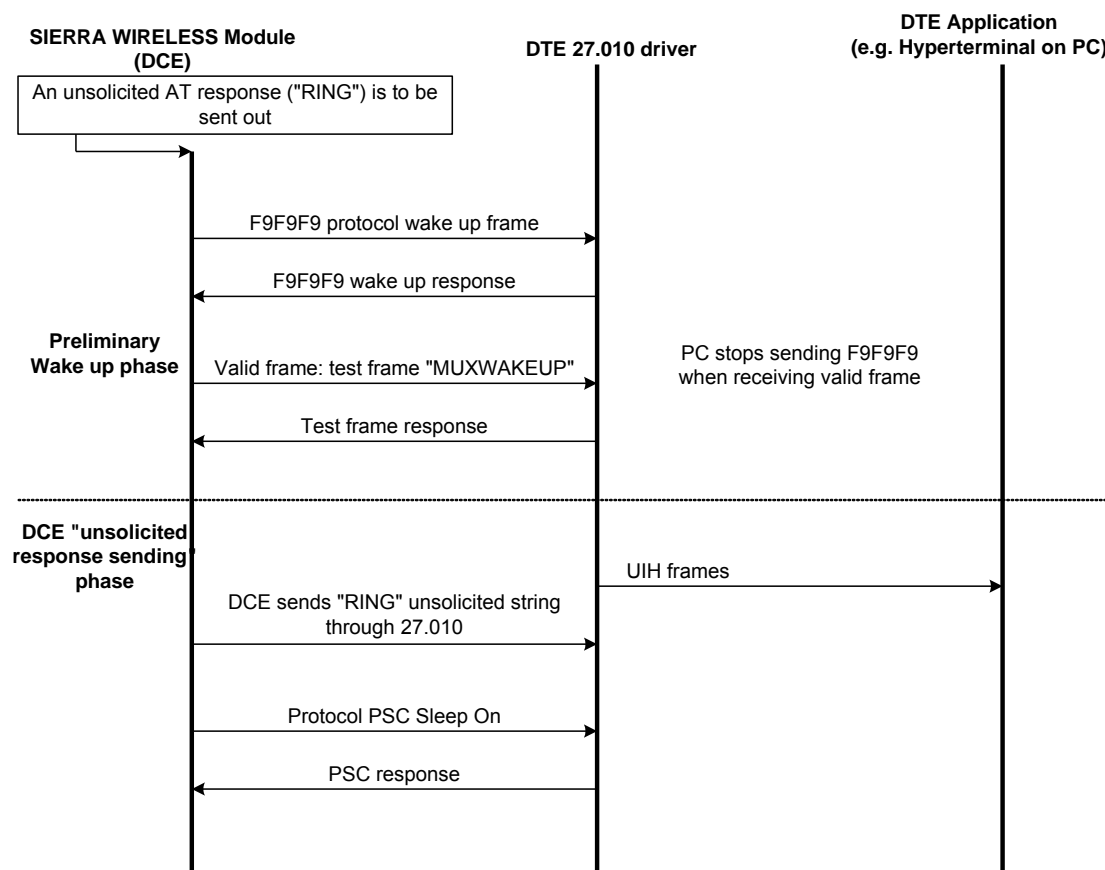 SIERRA WIRELESS Module
(DCE)
DTE 27.010 driver
DTE Application
(e.g. Hyperterminal on PC)
An unsolicited AT response ("RING") is to be
sent out
F9F9F9 protocol wake up frame
F9F9F9 wake up response
Preliminary
Wake up phase
Valid frame: test frame "MUXWAKEUP"
PC stops sending F9F9F9
when receiving valid frame
Test frame response
DCE "unsolicited
response sending"
phase
UIH frames
DCE sends "RING" unsolicited string
through 27.010
Protocol PSC Sleep On
PSC response